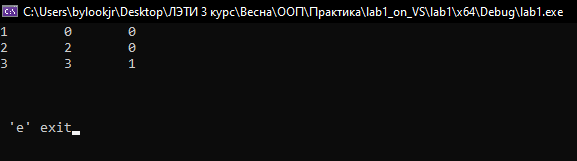 C:\Users\bylookjr\Desktop\ЛЭТИ 3 курс\Весна\ООП\Практика\lab1_on_VS\lab1\x64\Debug\lab1.exe
1 0 0
2 2 0
3 3 1
'e' exit